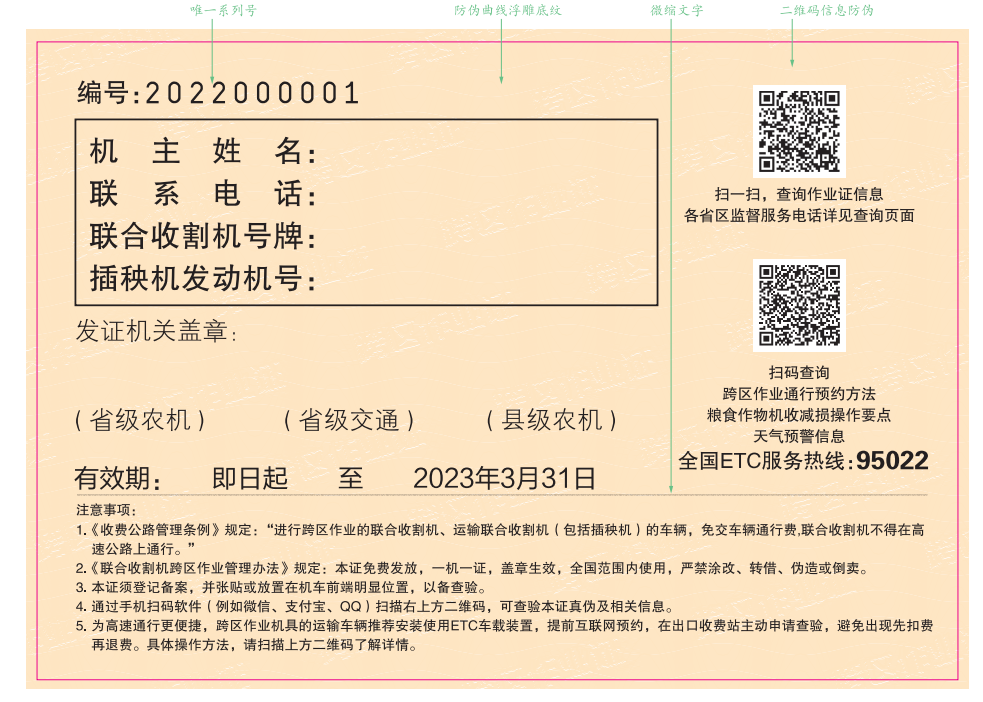 唯一系列号 防伪曲线浮雕底纹 微缩文字 二维码信息防伪
编号:2022000001
机主姓名:
联系电话:
联合收割机号牌:
插秧机发动机号:
扫一扫，查询作业证信息
各省区监督服务电话详见查询页面
发证机关盖章:
扫码查询
跨区作业通行预约方法
粮食作物机收减损操作要点
天气预警信息
全国ETC服务热线:95022
(省级农机) (省级交通) (县级农机)
有效期: 即日起 至 2023年3月31日
注意事项:
1.《收费公路管理条例》规定:“进行跨区作业的联合收割机、运输联合收割机(包括插秧机)的车辆，免交车辆通行费,联合收割机不得在高
速公路上通行。”
2.《联合收割机跨区作业管理办法》规定:本证免费发放，一机一证，盖章生效，全国范围内使用，严禁涂改、转借、伪造或倒卖。
3. 本证须登记备案，并张贴或放置在机车前端明显位置，以备查验。
4. 通过手机扫码软件(例如微信、支付宝、QQ)扫描右上方二维码，可查验本证真伪及相关信息。
5. 为高速通行更便捷，跨区作业机具的运输车辆推荐安装使用ETC车载装置，提前互联网预约，在出口收费站主动申请查验，避免出现先扣费
再退费。具体操作方法，请扫描上方二维码了解详情。